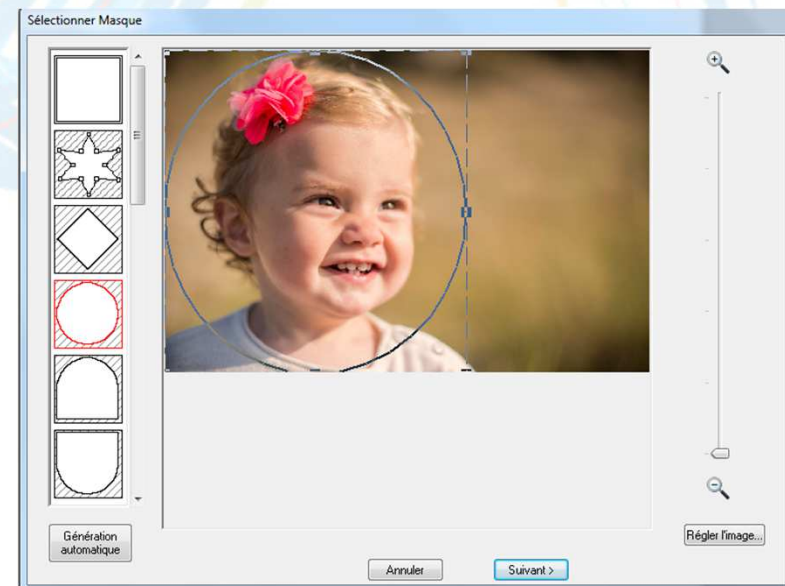 Sélectionner Masque
Génération
automatique
Régler l'image...
Annuler
Suivant >